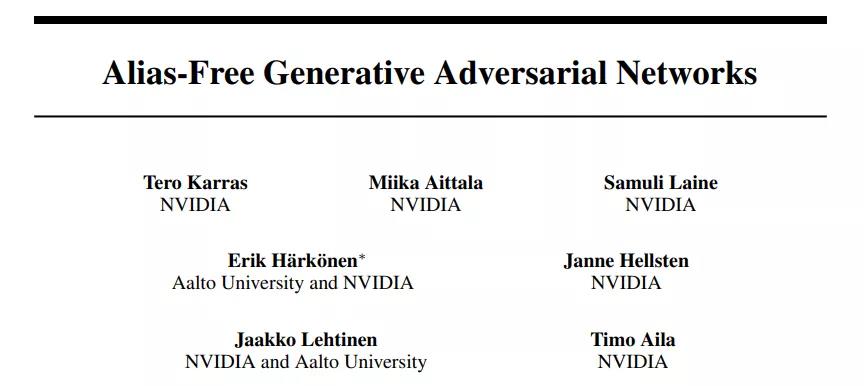 Alias-Free Generative Adversarial Networks
Tero Karras Miika Aittala Samuli Laine
NVIDIA NVIDIA NVIDIA
Erik Härkönen* Janne Hellsten
Aalto University and NVIDIA NVIDIA
Jaakko Lehtinen Timo Aila
NVIDIA and Aalto University NVIDIA